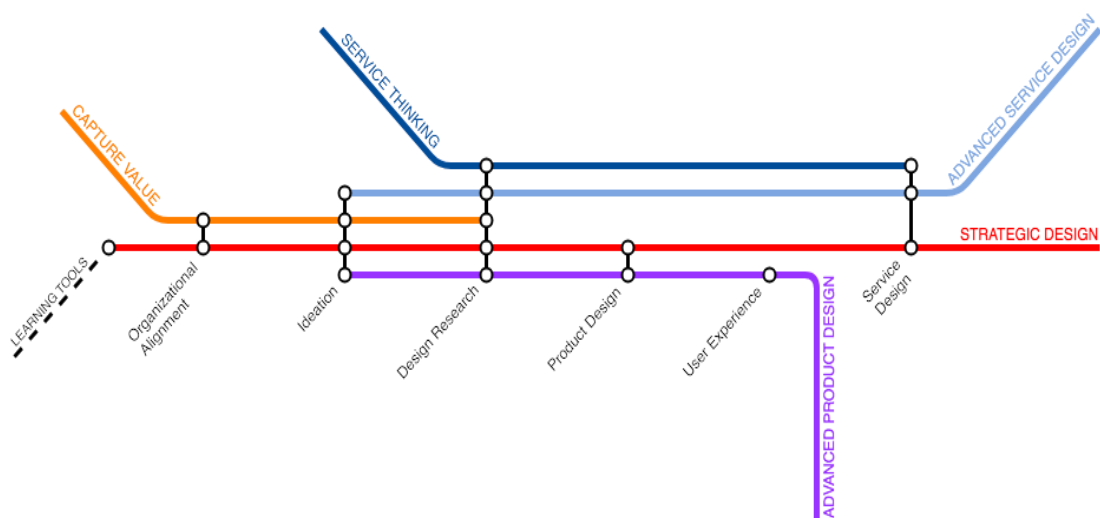 SERVICE THINKING
ADVANCED SERVICE DESIGN
CAPTURE VALUE
STRATEGIC DESIGN
LEARNING TOOLS
Organizational
Alignment
Ideation
Design Research
Product Design
User Experience
Service
Design
ADVANCED PRODUCT DESIGN